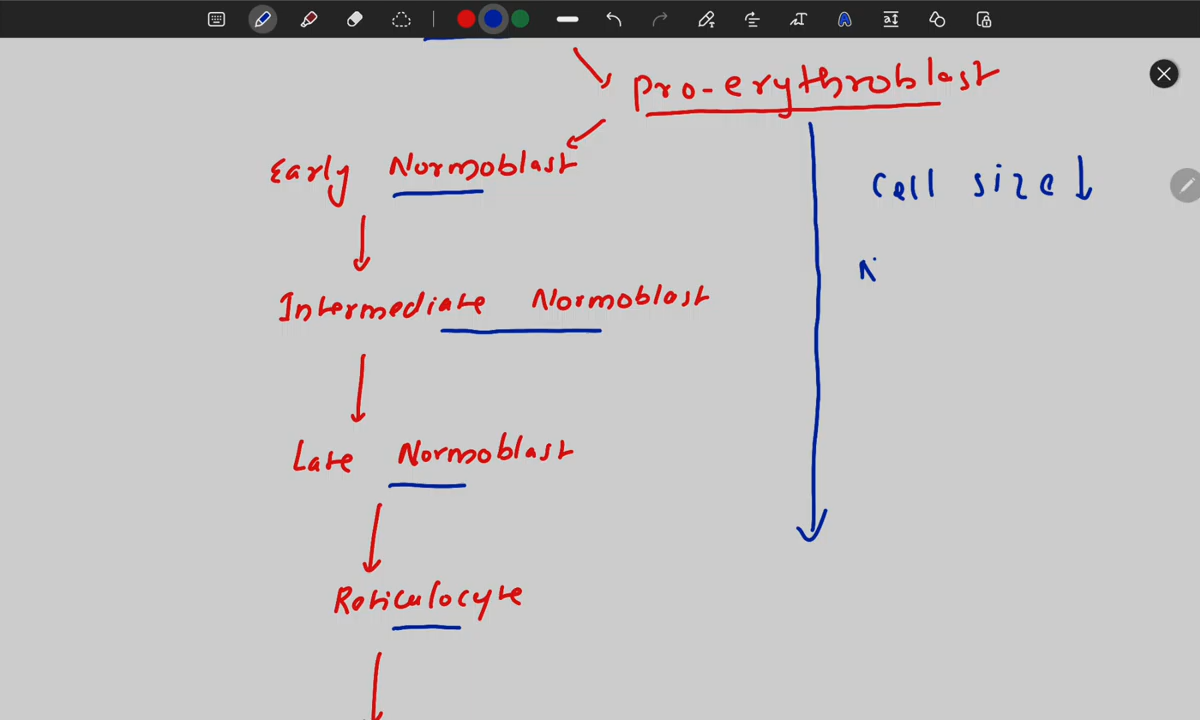 Pro-erythroblast
Early Normoblast
Cell size ↓
Intermediate Normoblast
Late Normoblast
Reticulocyte